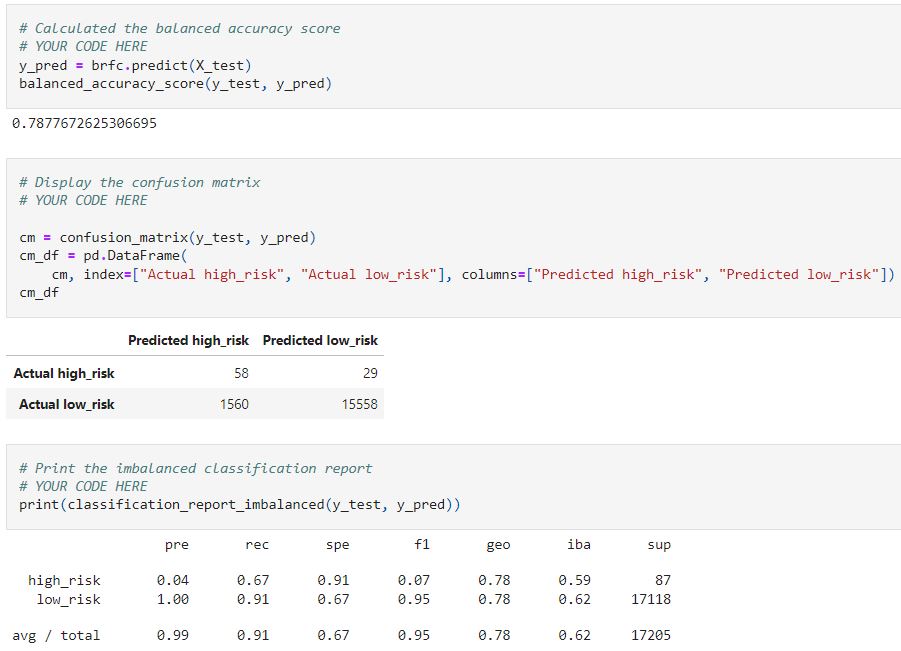 # Calculated the balanced accuracy score
# YOUR CODE HERE
y_pred = brfc.predict(X_test)
balanced_accuracy_score(y_test, y_pred)
0.7877672625306695
# Display the confusion matrix
# YOUR CODE HERE
cm = confusion_matrix(y_test, y_pred)
cm_df = pd.DataFrame(
    cm, index=["Actual high_risk", "Actual low_risk"], columns=["Predicted high_risk", "Predicted low_risk"])
cm_df
Predicted high_risk Predicted low_risk
Actual high_risk 58 29
Actual low_risk 1560 15558
# Print the imbalanced classification report
# YOUR CODE HERE
print(classification_report_imbalanced(y_test, y_pred))
pre rec spe f1 geo iba sup
high_risk 0.04 0.67 0.91 0.07 0.78 0.59 87
low_risk 1.00 0.91 0.67 0.95 0.78 0.62 17118
avg / total 0.99 0.91 0.67 0.95 0.78 0.62 17205